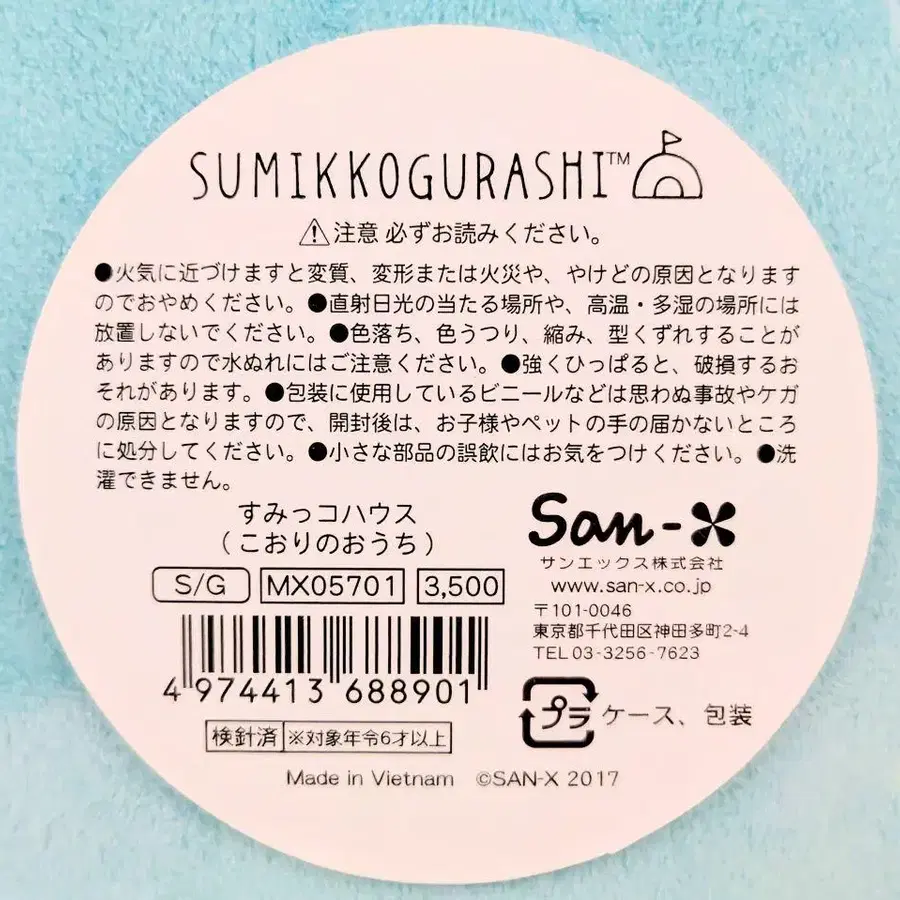 SUMIKKOGURASHI™
⚠注意 必ずお読みください。
●火気に近づけますと変質、変形または火災や、やけどの原因となります
のでおやめください。●直射日光の当たる場所や、高温・多湿の場所には
放置しないでください。●色落ち、色うつり、縮み、型くずれすることが
ありますので水ぬれにはご注意ください。●強くひっぱると、破損するお
それがあります。●包装に使用しているビニールなどは思わぬ事故やケガ
の原因となりますので、開封後は、お子様やペットの手の届かないところ
に処分してください。●小さな部品の誤飲にはお気をつけください。●洗
濯できません。
すみっコハウス
（こおりのおうち）
S/G MX05701 3,500
4 974413 688901
検針済 ※対象年令6才以上
San-X
サンエックス株式会社
www.san-x.co.jp
〒101-0046
東京都千代田区神田多町2-4
TEL 03-3256-7623
プラ ケース、包装
Made in Vietnam ©SAN-X 2017